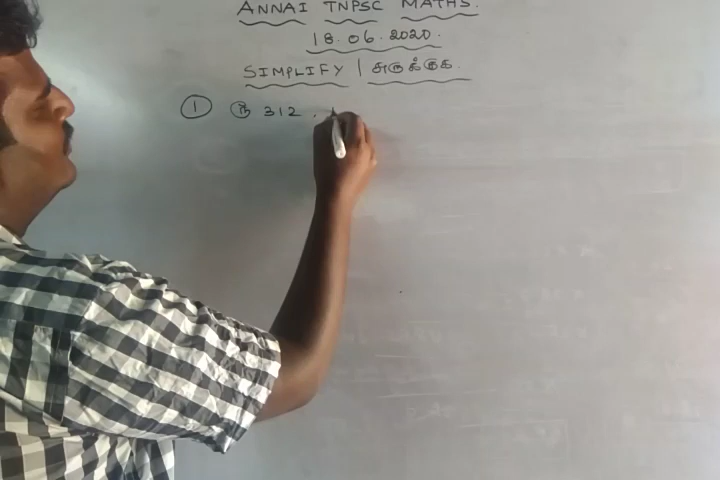 ANNAI TNPSC MATHS.
18.06.2020.
SIMPLIFY | சுருக்குக.
① ரூ 312.